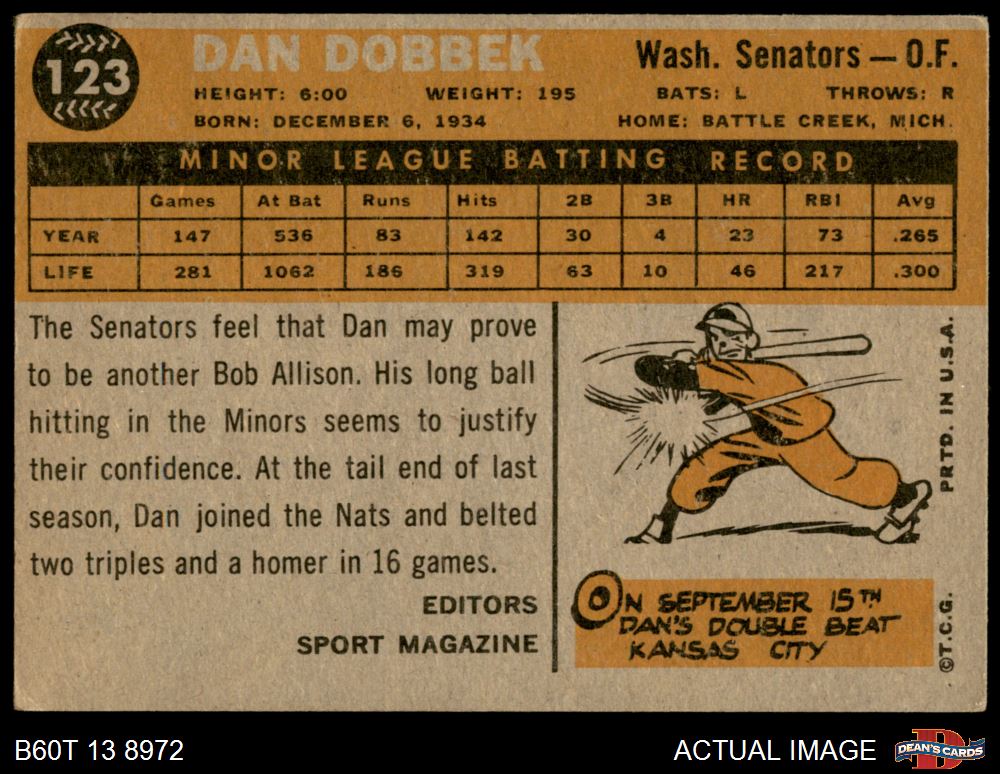 123
DAN DOBBEK
Wash. Senators — O.F.
HEIGHT: 6:00 WEIGHT: 195 BATS: L THROWS: R
BORN: DECEMBER 6, 1934 HOME: BATTLE CREEK, MICH.
MINOR LEAGUE BATTING RECORD
Games At Bat Runs Hits 2B 3B HR RBI Avg
YEAR 147 536 83 142 30 4 23 73 .265
LIFE 281 1062 186 319 63 10 46 217 .300
The Senators feel that Dan may prove
to be another Bob Allison. His long ball
hitting in the Minors seems to justify
their confidence. At the tail end of last
season, Dan joined the Nats and belted
two triples and a homer in 16 games.
EDITORS
SPORT MAGAZINE
ON SEPTEMBER 15TH
DAN'S DOUBLE BEAT
KANSAS CITY
PRTD. IN U.S.A.
©T.C.G.
B60T 13 8972
ACTUAL IMAGE
DEAN'S CARDS